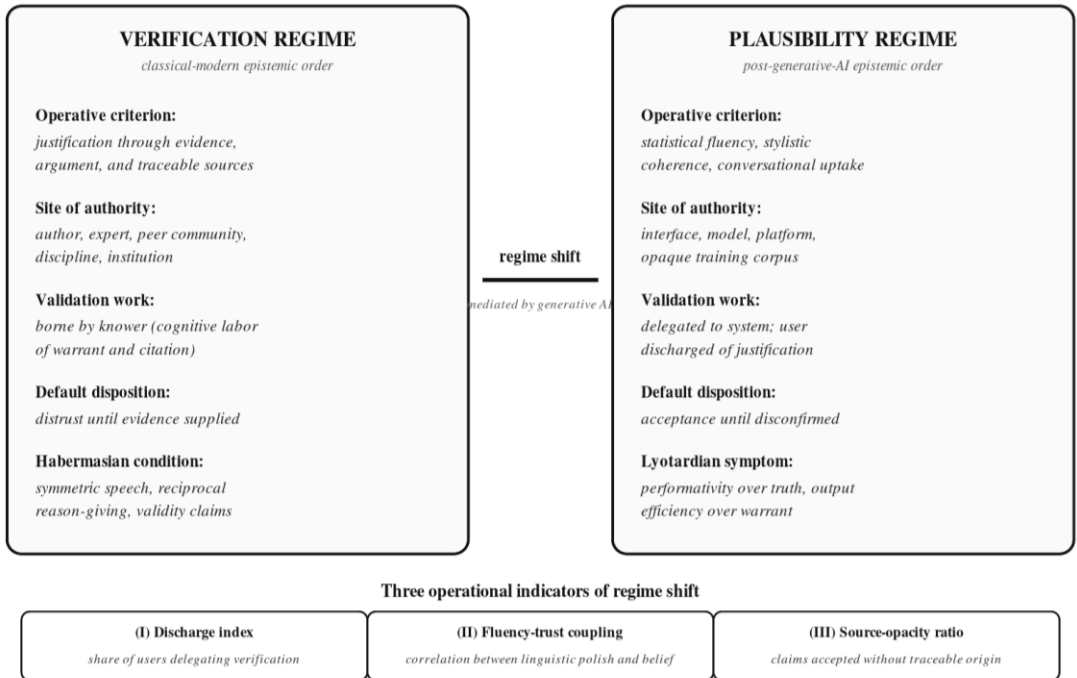 VERIFICATION REGIME
classical-modern epistemic order
Operative criterion:
justification through evidence,
argument, and traceable sources
Site of authority:
author, expert, peer community,
discipline, institution
Validation work:
borne by knower (cognitive labor
of warrant and citation)
Default disposition:
distrust until evidence supplied
Habermasian condition:
symmetric speech, reciprocal
reason-giving, validity claims
regime shift
mediated by generative AI
PLAUSIBILITY REGIME
post-generative-AI epistemic order
Operative criterion:
statistical fluency, stylistic
coherence, conversational uptake
Site of authority:
interface, model, platform,
opaque training corpus
Validation work:
delegated to system; user
discharged of justification
Default disposition:
acceptance until disconfirmed
Lyotardian symptom:
performativity over truth, output
efficiency over warrant
Three operational indicators of regime shift
(I) Discharge index
share of users delegating verification
(II) Fluency-trust coupling
correlation between linguistic polish and belief
(III) Source-opacity ratio
claims accepted without traceable origin